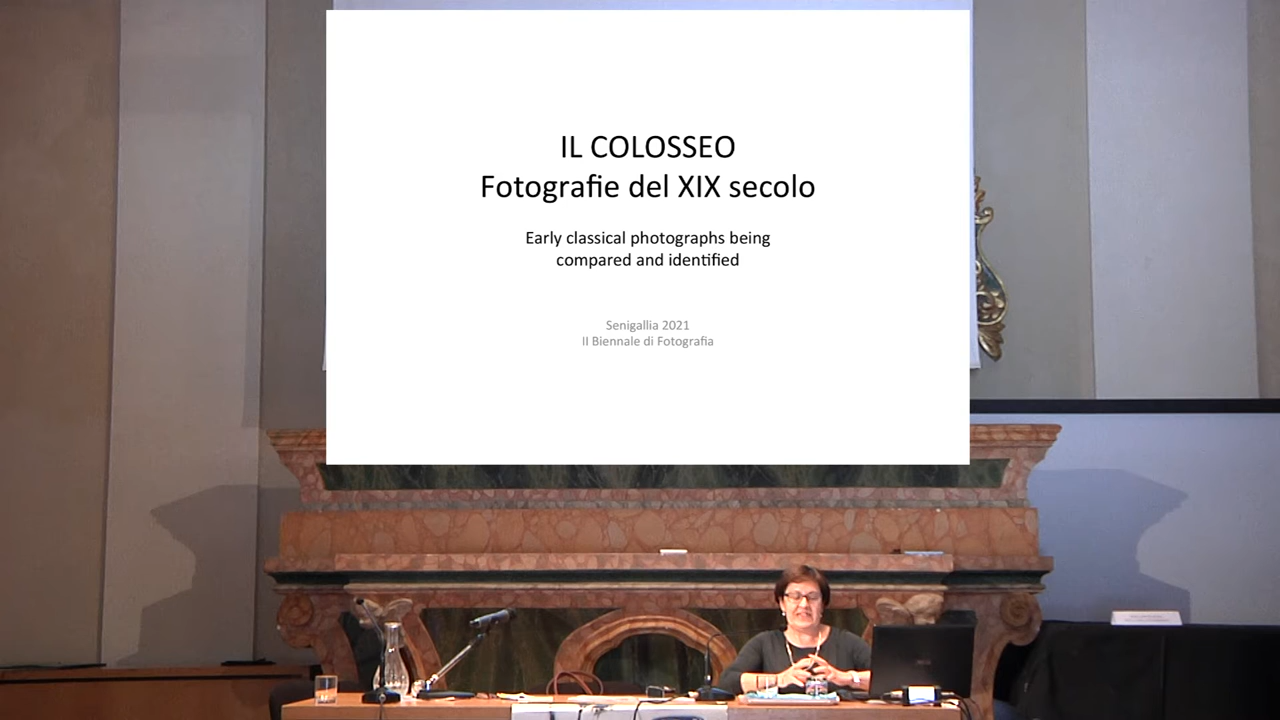 IL COLOSSEO
Fotografie del XIX secolo
Early classical photographs being
compared and identified
Senigallia 2021
II Biennale di Fotografia